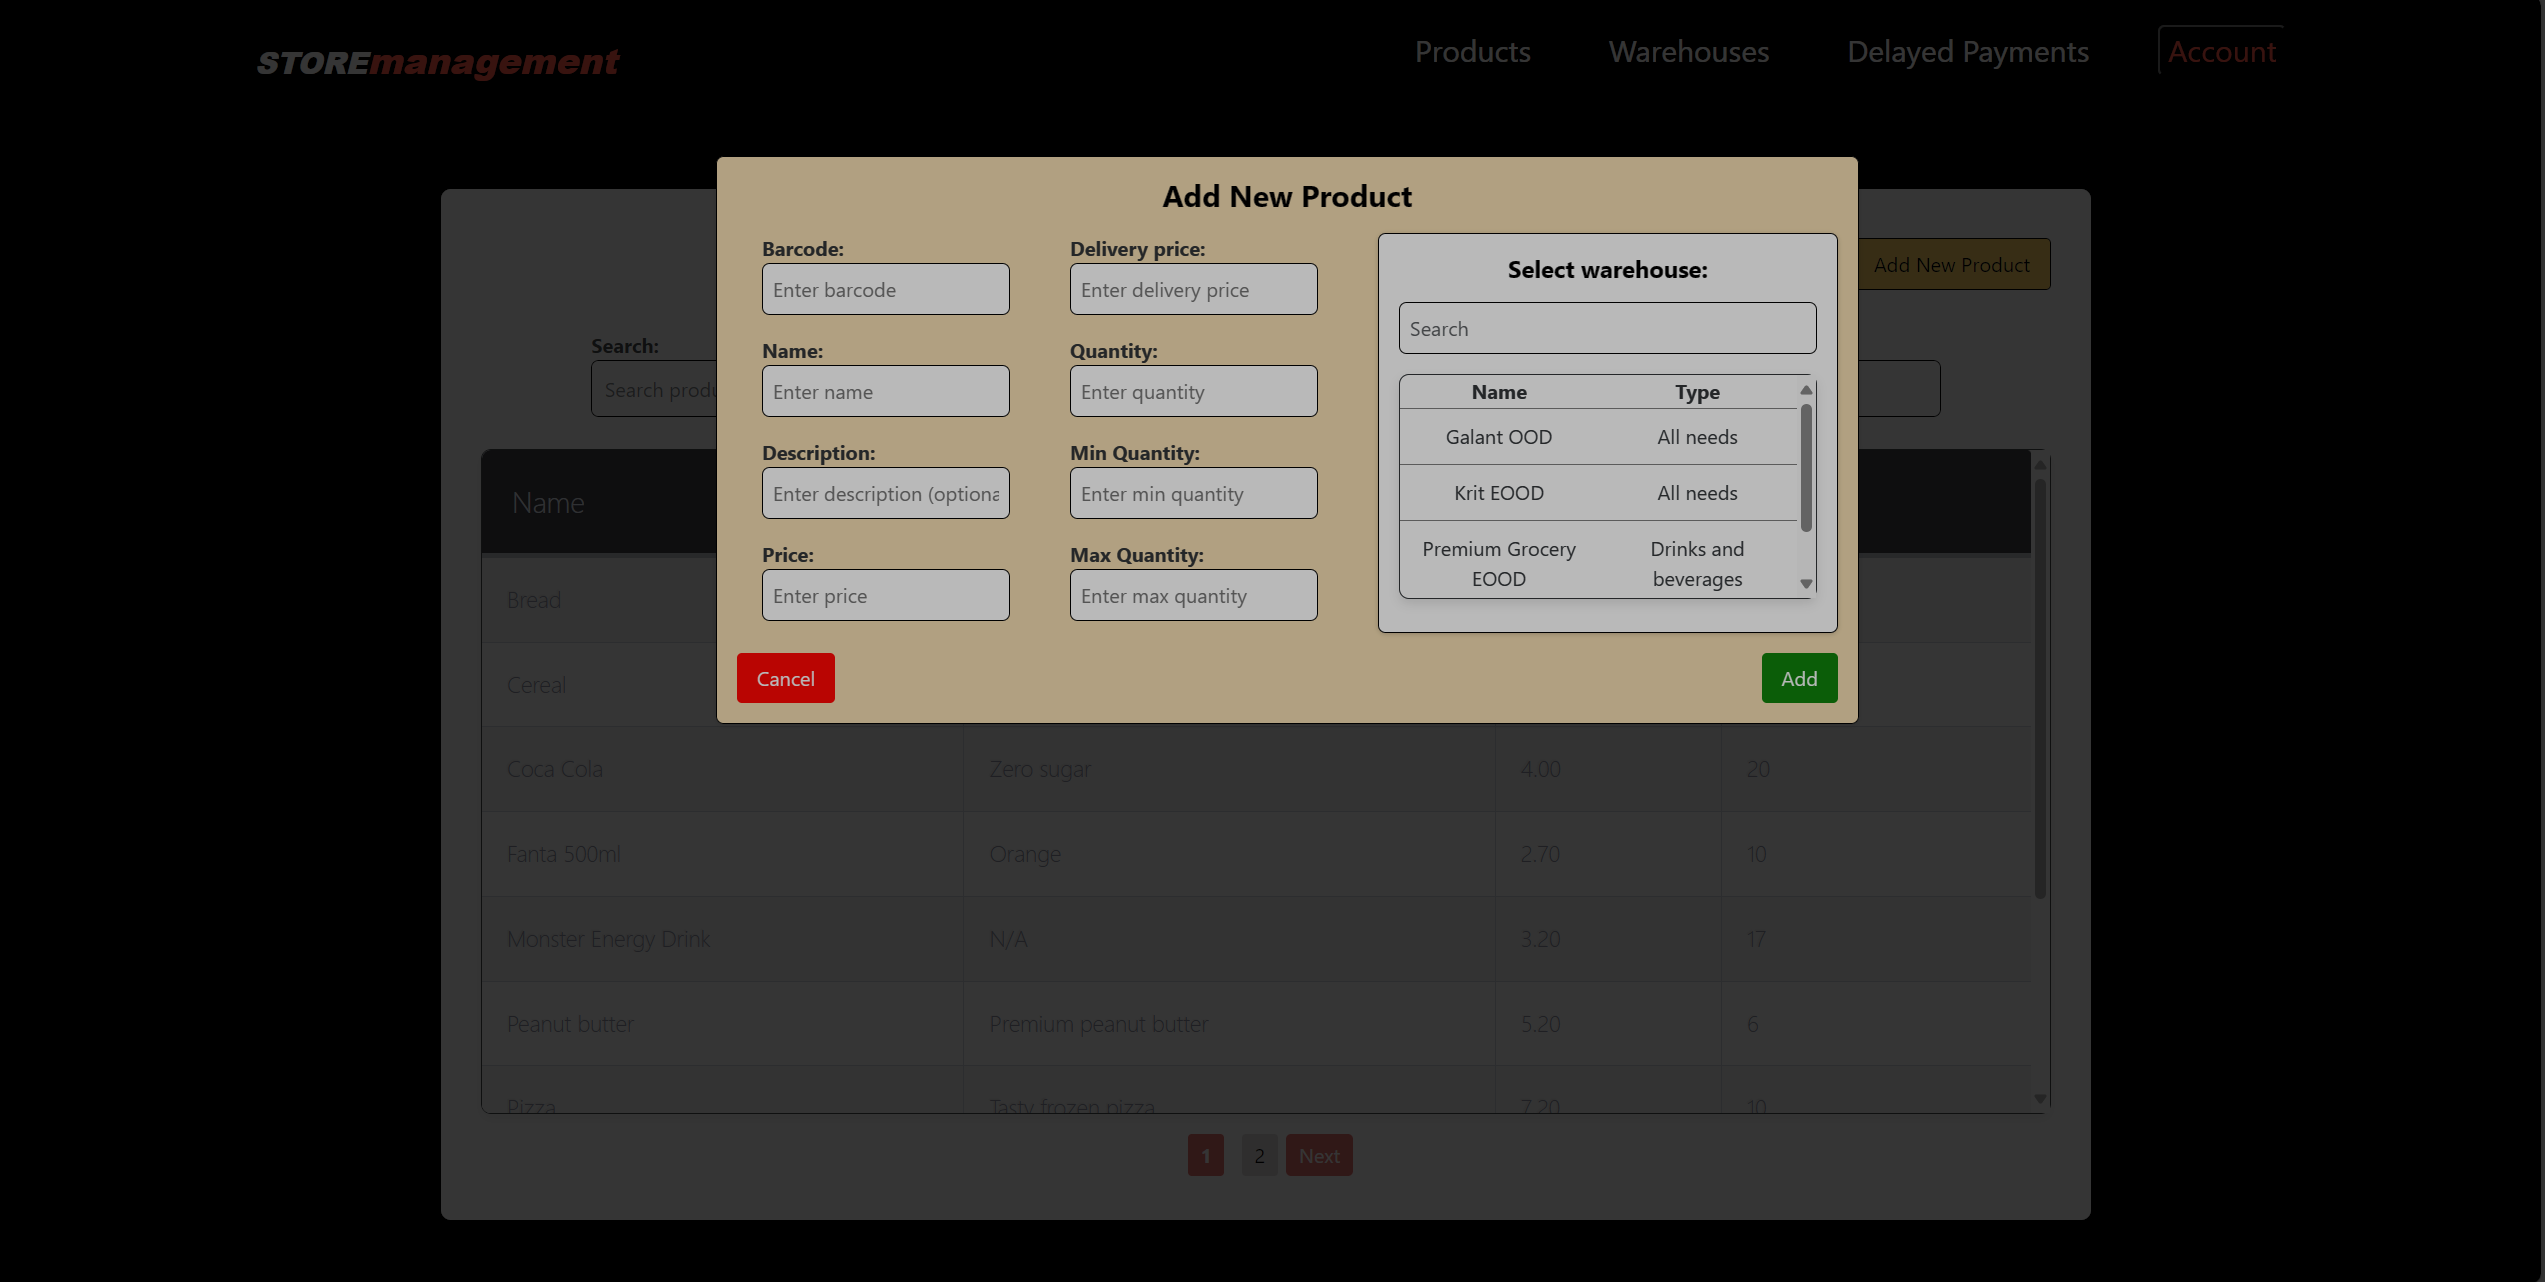 STOREmanagement
Products
Warehouses
Delayed Payments
Account
Add New Product
Barcode:
Enter barcode
Name:
Enter name
Description:
Enter description (optiona
Price:
Enter price
Delivery price:
Enter delivery price
Quantity:
Enter quantity
Min Quantity:
Enter min quantity
Max Quantity:
Enter max quantity
Select warehouse:
Search
Name Type
Galant OOD All needs
Krit EOOD All needs
Premium Grocery Drinks and
EOOD beverages
Cancel
Add
Add New Product
Search:
Search produ
Name
Bread
Cereal
Coca Cola Zero sugar 4.00 20
Fanta 500ml Orange 2.70 10
Monster Energy Drink N/A 3.20 17
Peanut butter Premium peanut butter 5.20 6
Pizza Tasty frozen pizza 7.20 10
1 2 Next